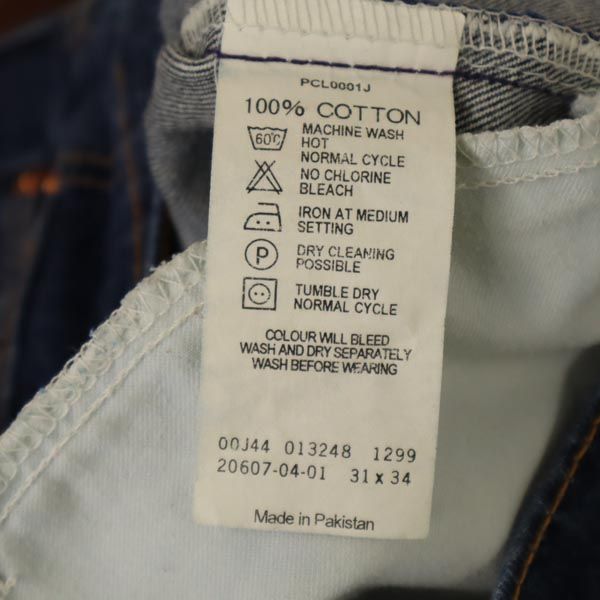 PCL0001J
100% COTTON
60°C MACHINE WASH
HOT
NORMAL CYCLE
NO CHLORINE
BLEACH
IRON AT MEDIUM
SETTING
P DRY CLEANING
POSSIBLE
TUMBLE DRY
NORMAL CYCLE
COLOUR WILL BLEED
WASH AND DRY SEPARATELY
WASH BEFORE WEARING
00J44 013248 1299
20607-04-01 31 x 34
Made in Pakistan